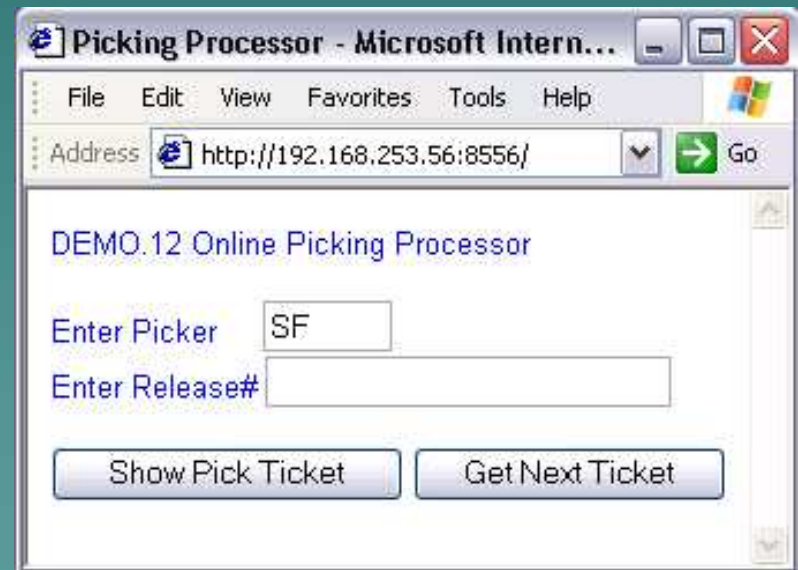 Picking Processor - Microsoft Intern...
File Edit View Favorites Tools Help
Address http://192.168.253.56:8556/ Go
DEMO.12 Online Picking Processor
Enter Picker SF
Enter Release#
Show Pick Ticket Get Next Ticket